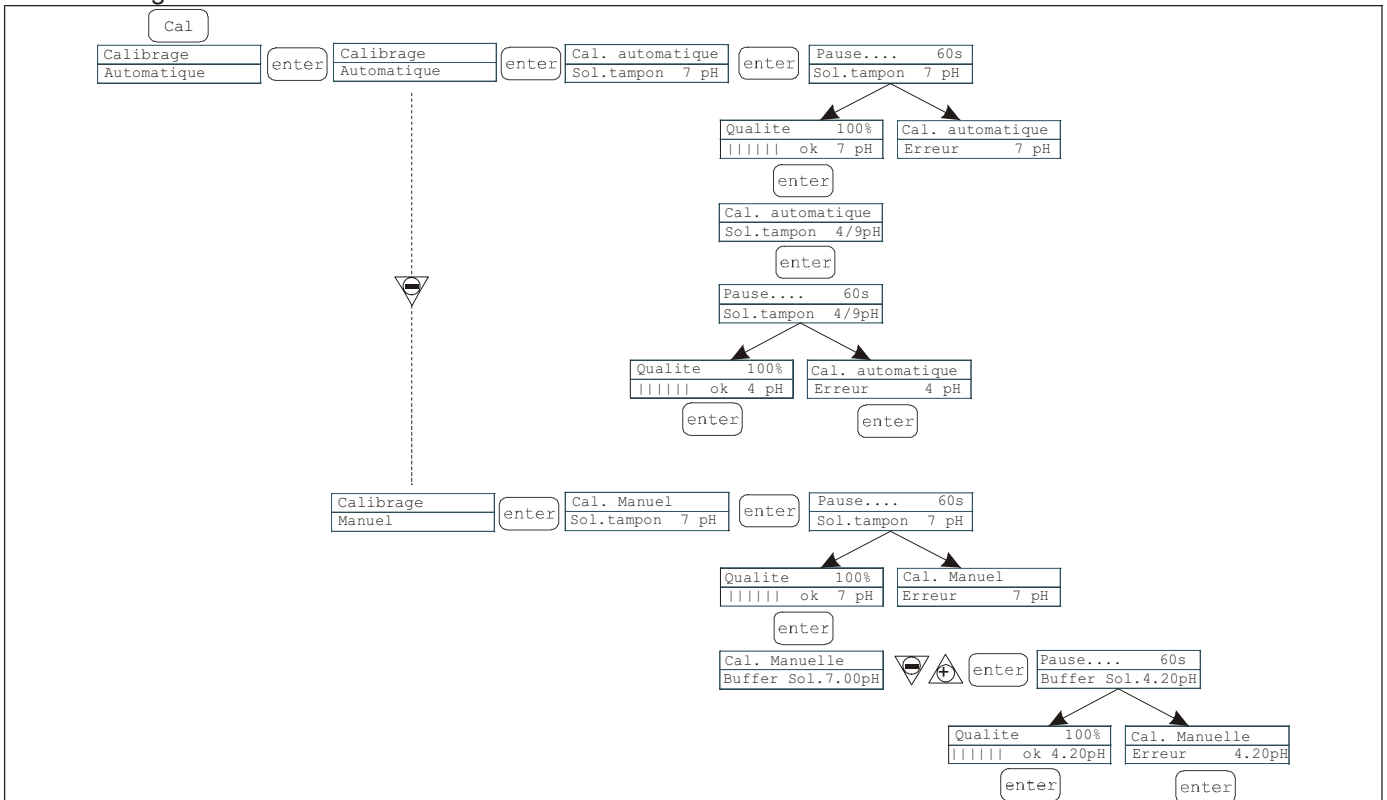 Cal
Calibrage
Automatique
enter
Calibrage
Automatique
enter
Cal. automatique
Sol.tampon 7 pH
enter
Pause.... 60s
Sol.tampon 7 pH
Qualite 100%
|||||| ok 7 pH
Cal. automatique
Erreur 7 pH
enter
Cal. automatique
Sol.tampon 4/9pH
enter
Pause.... 60s
Sol.tampon 4/9pH
Qualite 100%
|||||| ok 4 pH
Cal. automatique
Erreur 4 pH
enter
enter
Calibrage
Manuel
enter
Cal. Manuel
Sol.tampon 7 pH
enter
Pause.... 60s
Sol.tampon 7 pH
Qualite 100%
|||||| ok 7 pH
Cal. Manuel
Erreur 7 pH
enter
Cal. Manuelle
Buffer Sol.7.00pH
enter
Pause.... 60s
Buffer Sol.4.20pH
Qualite 100%
|||||| ok 4.20pH
Cal. Manuelle
Erreur 4.20pH
enter
enter